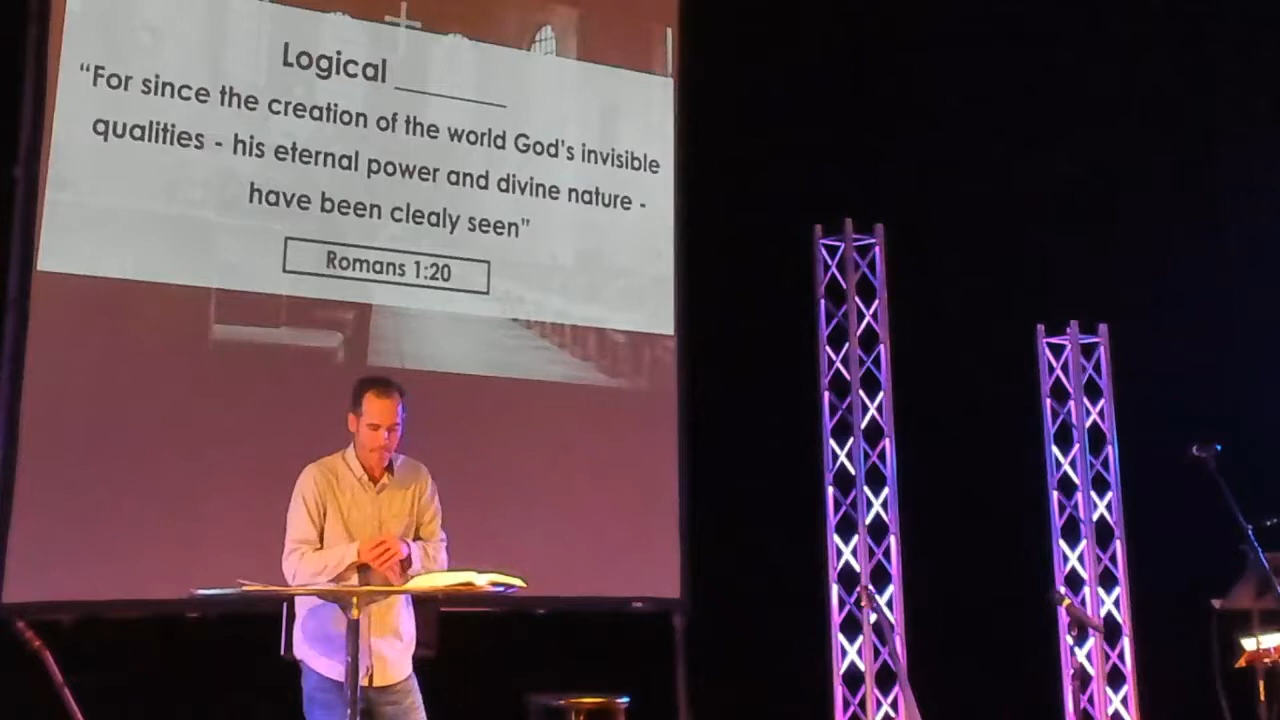 Logical ________
“For since the creation of the world God's invisible
qualities - his eternal power and divine nature -
have been clealy seen"
Romans 1:20